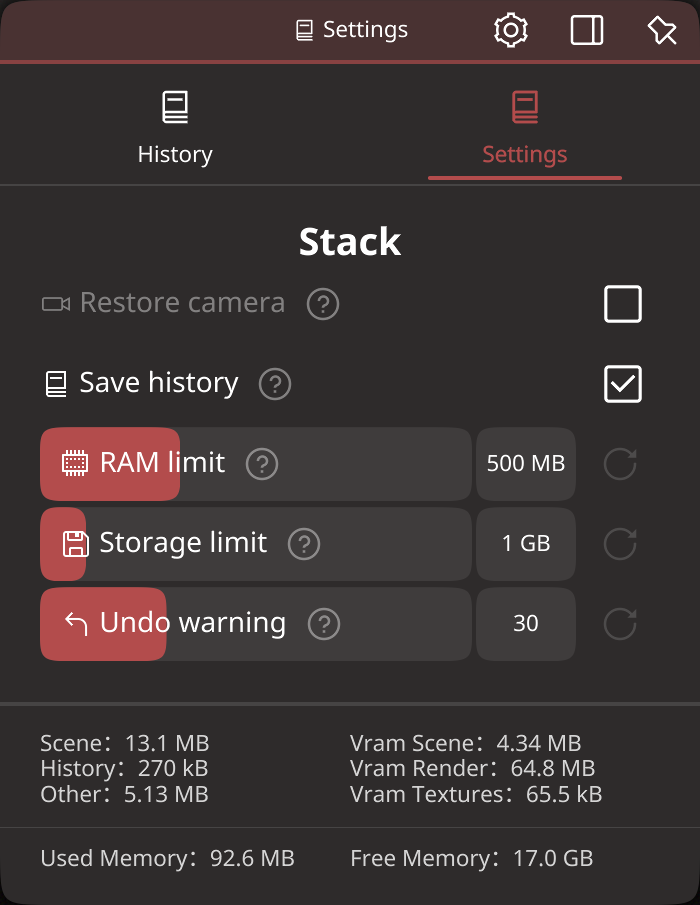 Settings
History
Settings
Stack
Restore camera ?
Save history ?
RAM limit ? 500 MB
Storage limit ? 1 GB
Undo warning ? 30
Scene: 13.1 MB Vram Scene: 4.34 MB
History: 270 kB Vram Render: 64.8 MB
Other: 5.13 MB Vram Textures: 65.5 kB
Used Memory: 92.6 MB Free Memory: 17.0 GB